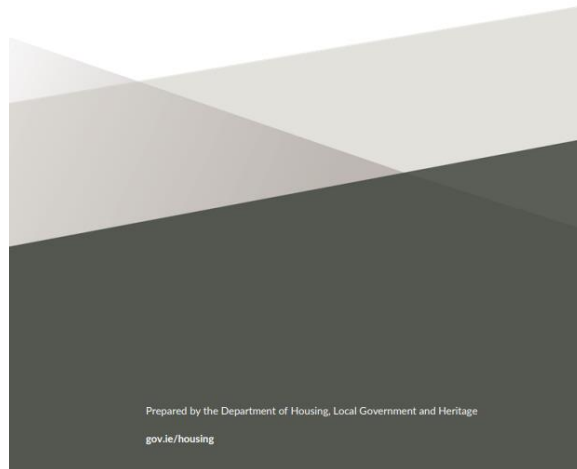 Prepared by the Department of Housing, Local Government and Heritage
gov.ie/housing